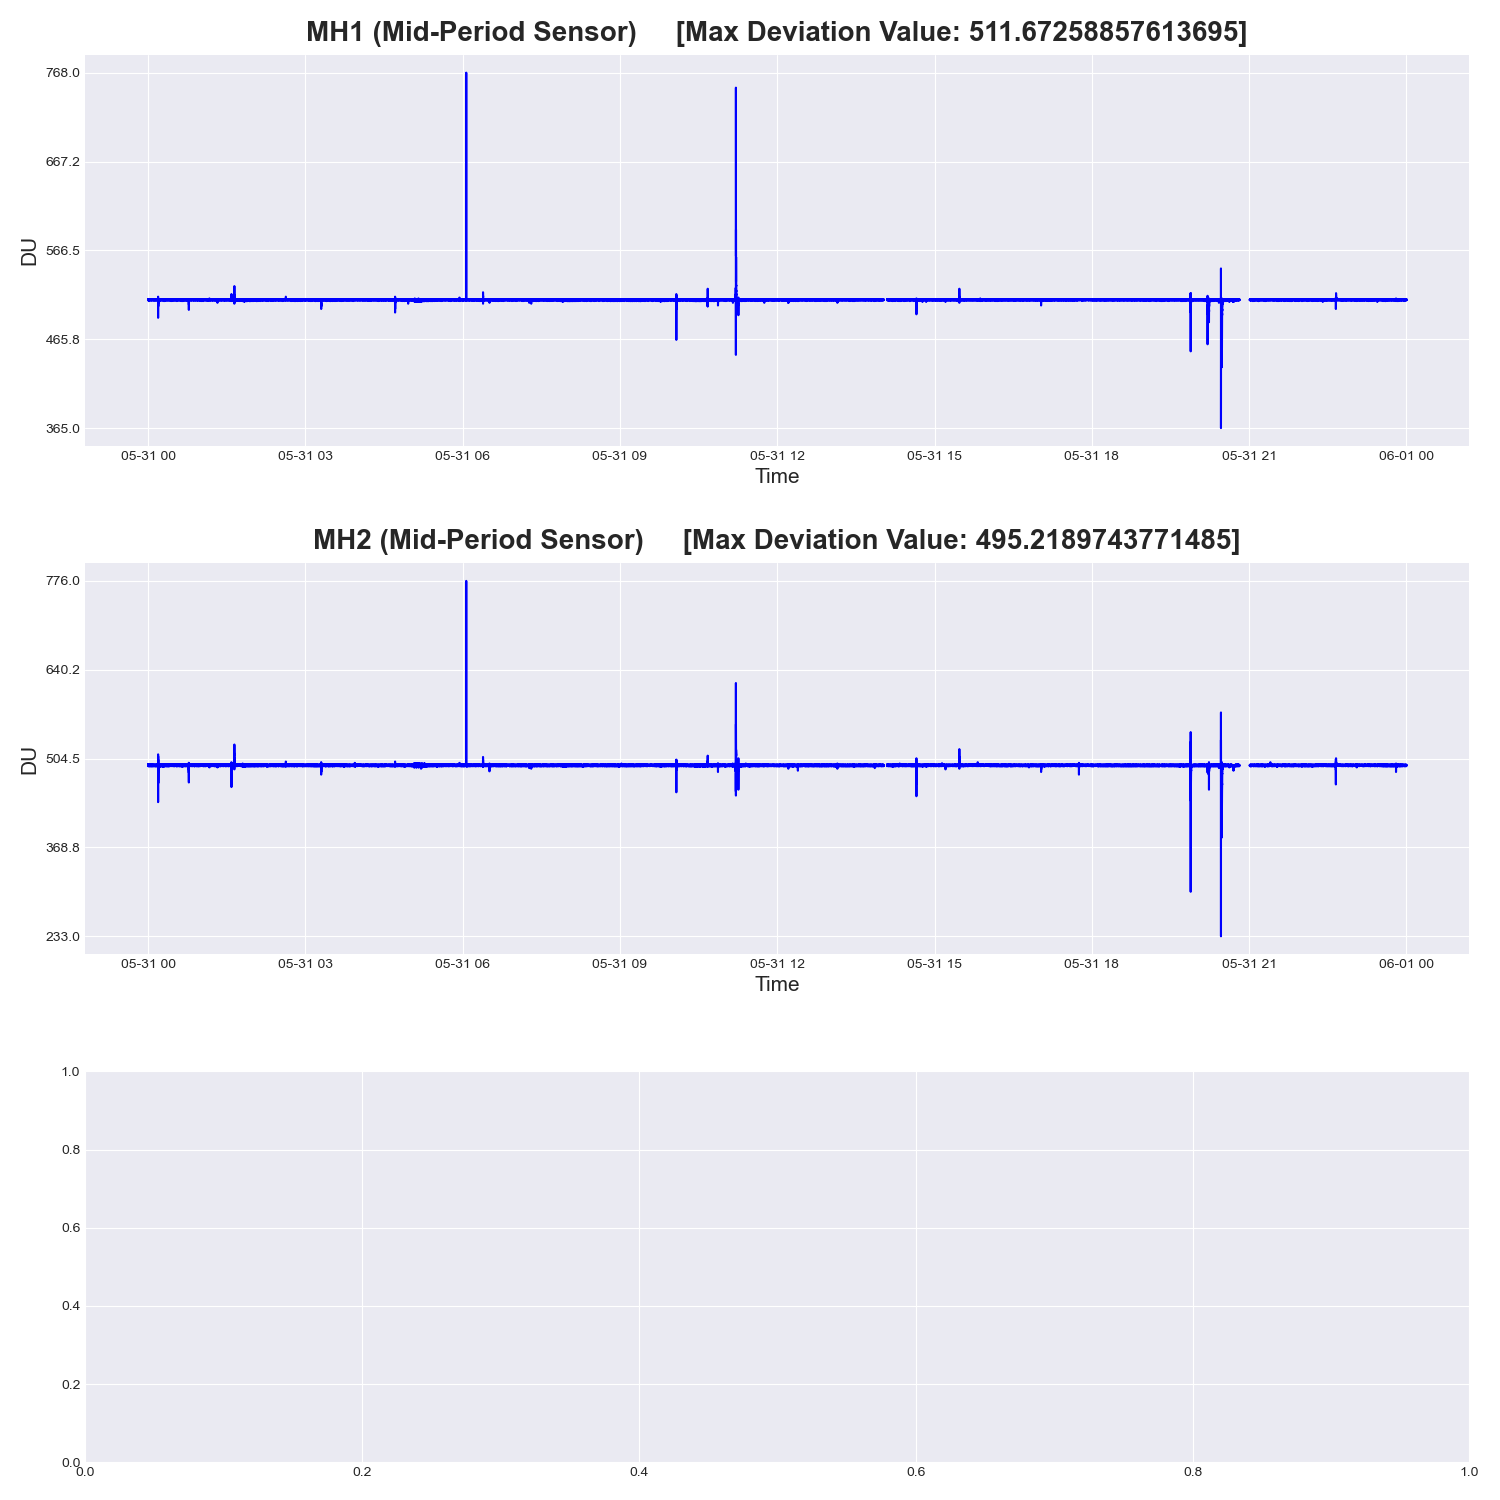 MH1 (Mid-Period Sensor) [Max Deviation Value: 511.67258857613695]
768.0
667.2
566.5
465.8
365.0
DU
05-31 00 05-31 03 05-31 06 05-31 09 05-31 12 05-31 15 05-31 18 05-31 21 06-01 00
Time
MH2 (Mid-Period Sensor) [Max Deviation Value: 495.2189743771485]
776.0
640.2
504.5
368.8
233.0
DU
05-31 00 05-31 03 05-31 06 05-31 09 05-31 12 05-31 15 05-31 18 05-31 21 06-01 00
Time
1.0
0.8
0.6
0.4
0.2
0.0
0.0 0.2 0.4 0.6 0.8 1.0